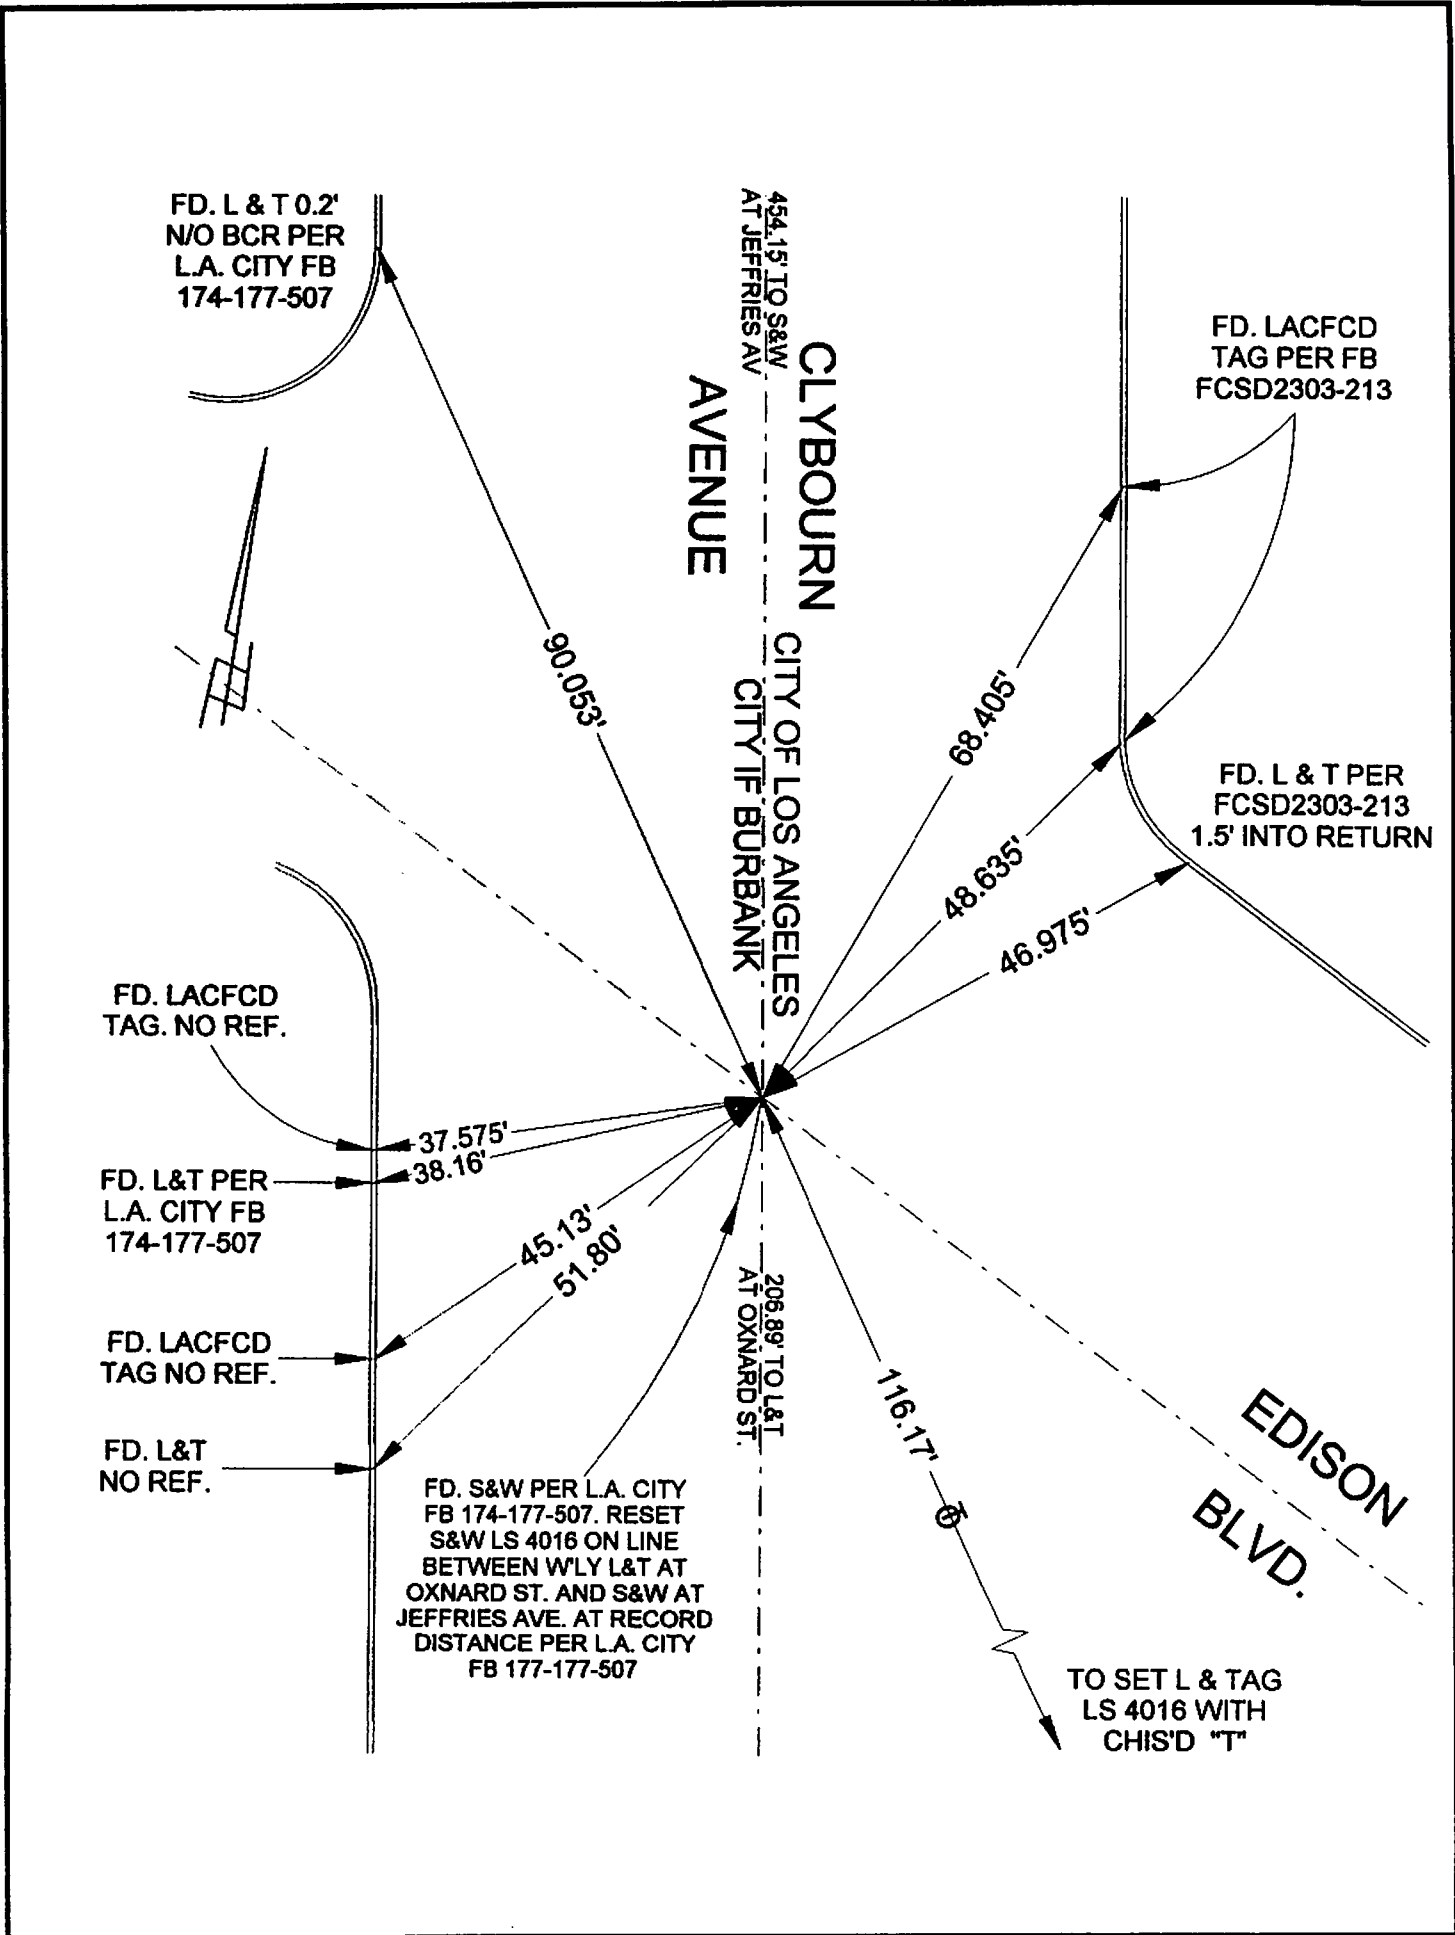 FD. L & T 0.2'
N/O BCR PER
L.A. CITY FB
174-177-507
454.15' TO S&W
AT JEFFRIES AV
CLYBOURN
AVENUE
FD. LACFCD
TAG PER FB
FCSD2303-213
90.053'
CITY OF LOS ANGELES
CITY IF BURBANK
68.405'
FD. L & T PER
FCSD2303-213
1.5' INTO RETURN
48.635'
46.975'
FD. LACFCD
TAG. NO REF.
37.575'
38.16'
FD. L&T PER
L.A. CITY FB
174-177-507
45.13'
51.80'
206.89' TO L&T
AT OXNARD ST.
FD. LACFCD
TAG NO REF.
116.17'
FD. L&T
NO REF.
EDISON
BLVD.
FD. S&W PER L.A. CITY
FB 174-177-507. RESET
S&W LS 4016 ON LINE
BETWEEN W'LY L&T AT
OXNARD ST. AND S&W AT
JEFFRIES AVE. AT RECORD
DISTANCE PER L.A. CITY
FB 177-177-507
TO SET L & TAG
LS 4016 WITH
CHIS'D "T"